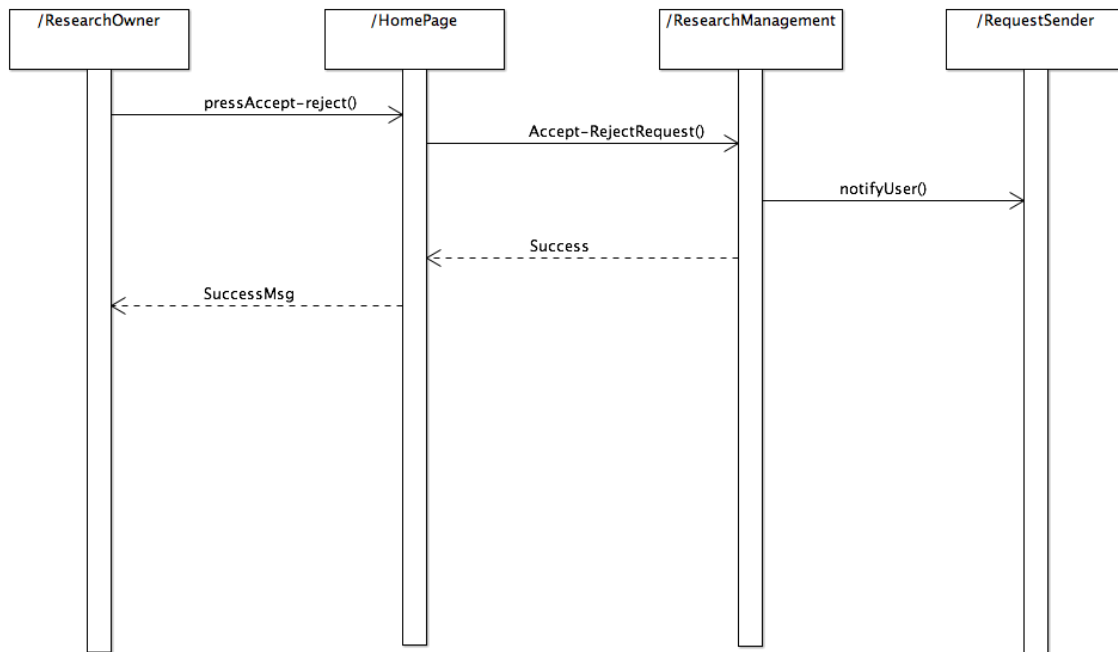 /ResearchOwner
/HomePage
/ResearchManagement
/RequestSender
pressAccept-reject()
Accept-RejectRequest()
notifyUser()
Success
SuccessMsg